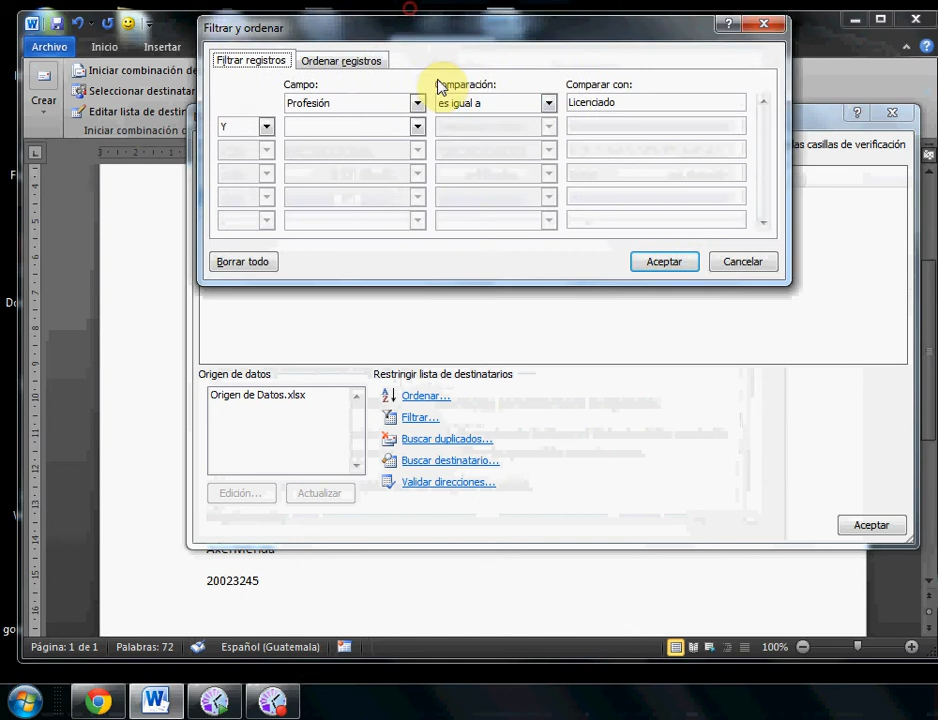 Filtrar y ordenar
Archivo
Inicio
Insertar
Filtrar registros
Ordenar registros
Iniciar combinación de
Seleccionar destinatar
Editar lista de destina
Crear
Iniciar combinación de
Campo:
Comparación:
Comparar con:
Profesión
es igual a
Licenciado
Y
las casillas de verificación
Borrar todo
Aceptar
Cancelar
Origen de datos
Restringir lista de destinatarios
Origen de Datos.xlsx
Ordenar...
Filtrar...
Buscar duplicados...
Buscar destinatario...
Validar direcciones...
Edición...
Actualizar
Aceptar
20023245
Página: 1 de 1
Palabras: 72
Español (Guatemala)
100%